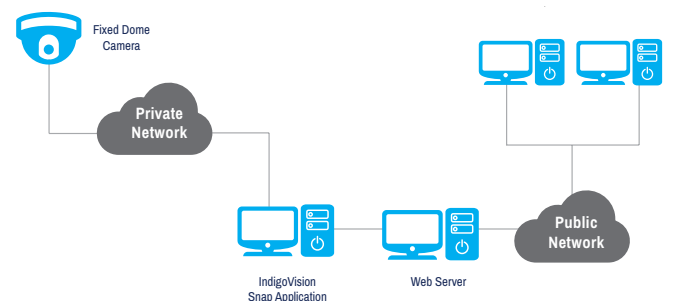 Fixed Dome
Camera
Private
Network
Public
Network
IndigoVision
Snap Application
Web Server